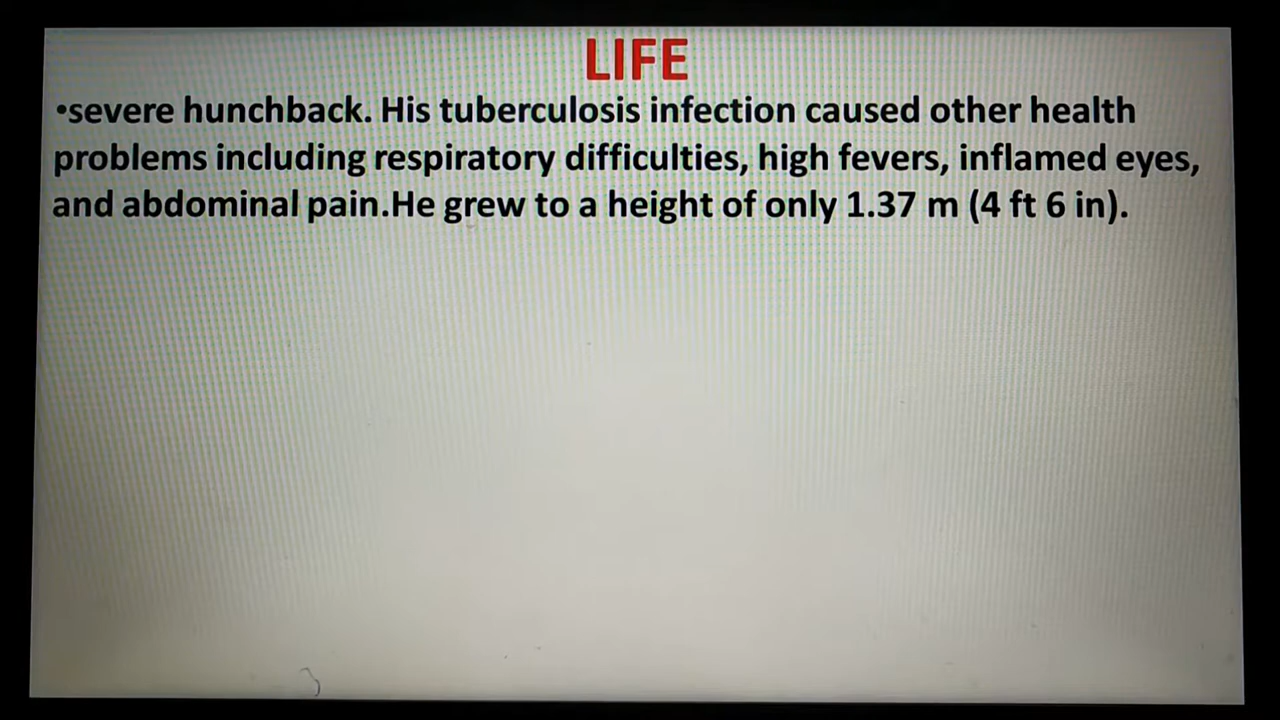 LIFE
•severe hunchback. His tuberculosis infection caused other health
problems including respiratory difficulties, high fevers, inflamed eyes,
and abdominal pain.He grew to a height of only 1.37 m (4 ft 6 in).